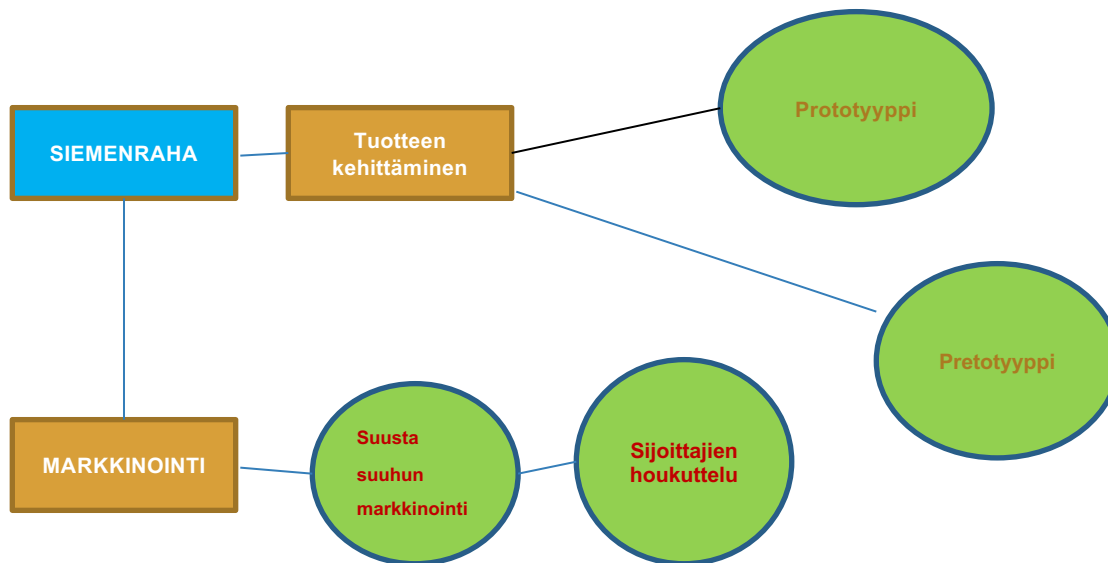 SIEMENRAHA
Tuotteen
kehittäminen
Prototyyppi
Pretotyyppi
MARKKINOINTI
Suusta
suuhun
markkinointi
Sijoittajien
houkuttelu